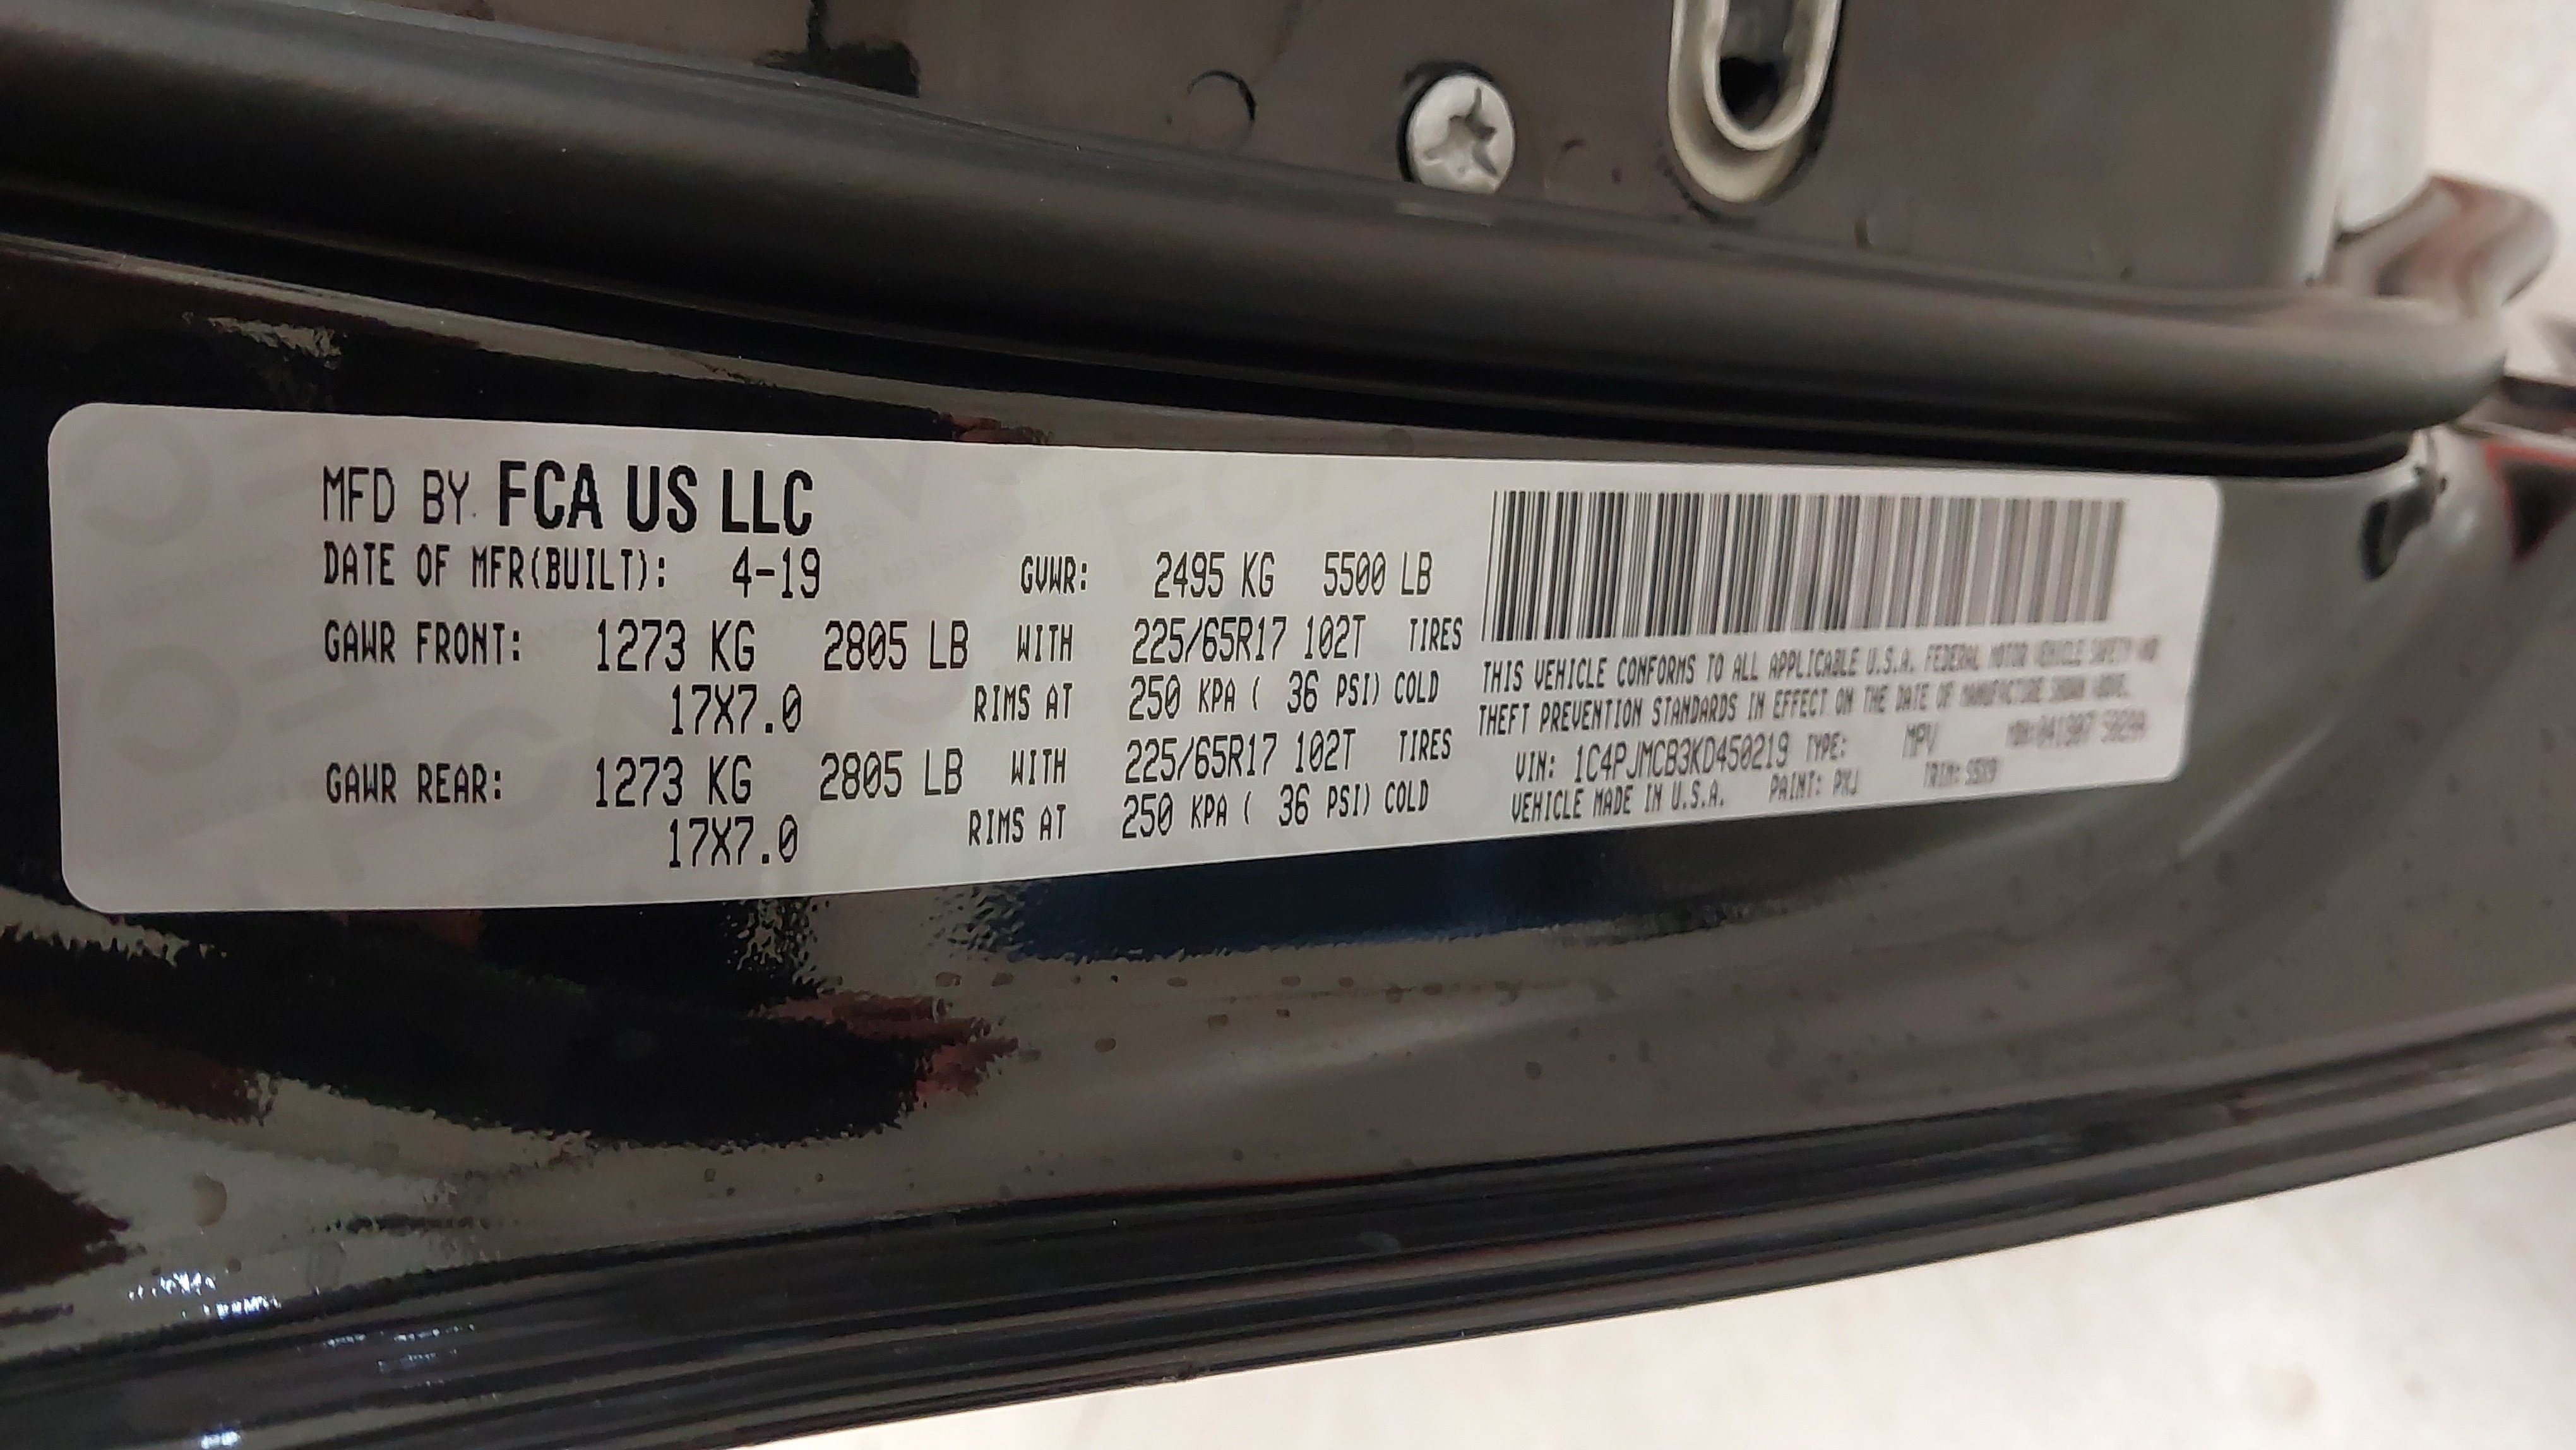 MFD BY FCA US LLC
DATE OF MFR(BUILT): 4-19 GVWR: 2495 KG 5500 LB
GAWR FRONT: 1273 KG 2805 LB WITH 225/65R17 102T TIRES
17X7.0 RIMS AT 250 KPA ( 36 PSI) COLD
GAWR REAR: 1273 KG 2805 LB WITH 225/65R17 102T TIRES
17X7.0 RIMS AT 250 KPA ( 36 PSI) COLD
THIS VEHICLE CONFORMS TO ALL APPLICABLE U.S.A. FEDERAL MOTOR VEHICLE SAFETY AND
THEFT PREVENTION STANDARDS IN EFFECT ON THE DATE OF MANUFACTURE SHOWN ABOVE.
VIN: 1C4PJMCB3KD450219 TYPE: MPV
VEHICLE MADE IN U.S.A. PAINT: PXJ TRIM: